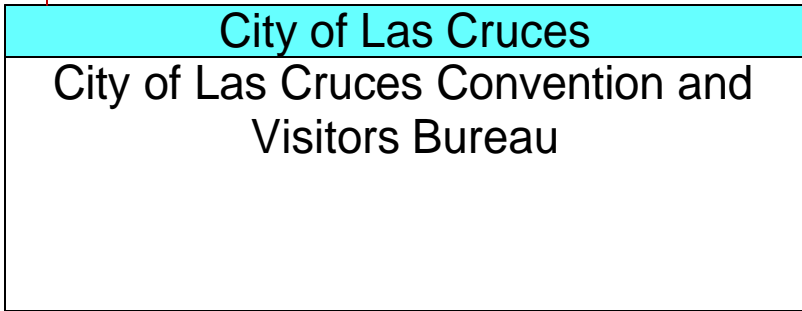 City of Las Cruces
City of Las Cruces Convention and
Visitors Bureau